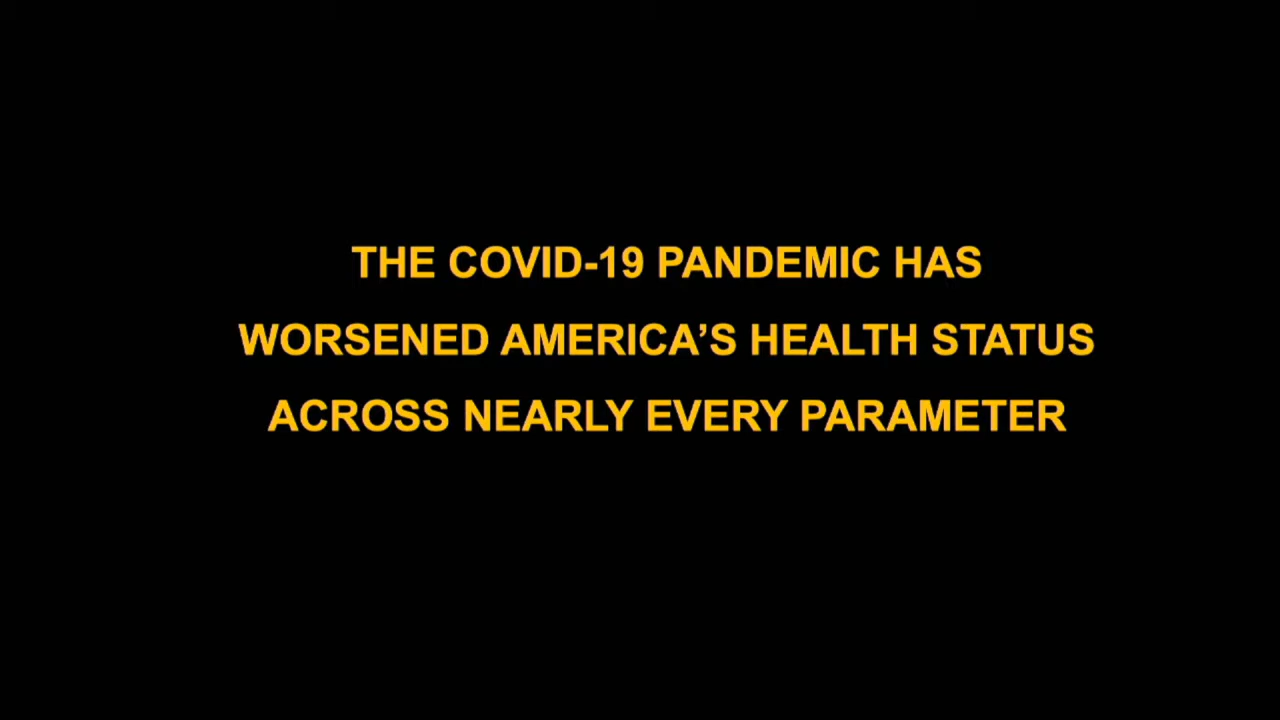 THE COVID-19 PANDEMIC HAS
WORSENED AMERICA’S HEALTH STATUS
ACROSS NEARLY EVERY PARAMETER